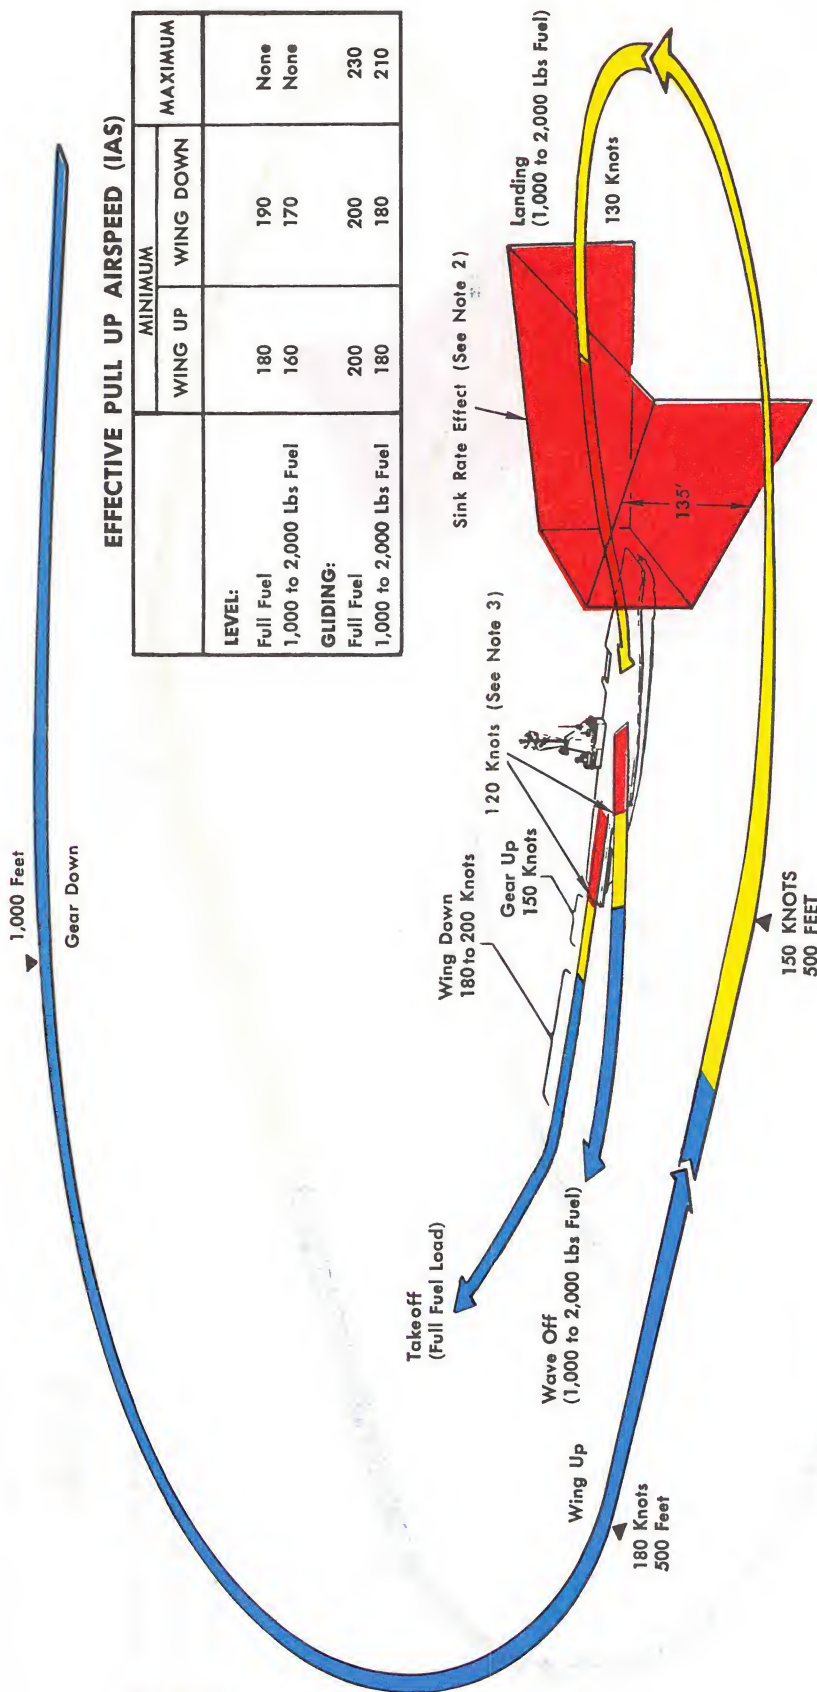 1,000 Feet
Gear Down
EFFECTIVE PULL UP AIRSPEED (IAS)
MINIMUM MAXIMUM
WING UP WING DOWN
LEVEL:
Full Fuel 180 190 None
1,000 to 2,000 Lbs Fuel 160 170 None
GLIDING:
Full Fuel 200 200 230
1,000 to 2,000 Lbs Fuel 180 180 210
Takeoff
(Full Fuel Load)
Wing Down
180 to 200 Knots
Gear Up
150 Knots
120 Knots (See Note 3)
Sink Rate Effect (See Note 2)
Landing
(1,000 to 2,000 Lbs Fuel)
130 Knots
135'
Wave Off
(1,000 to 2,000 Lbs Fuel)
Wing Up
180 Knots
500 Feet
150 KNOTS
500 FEET